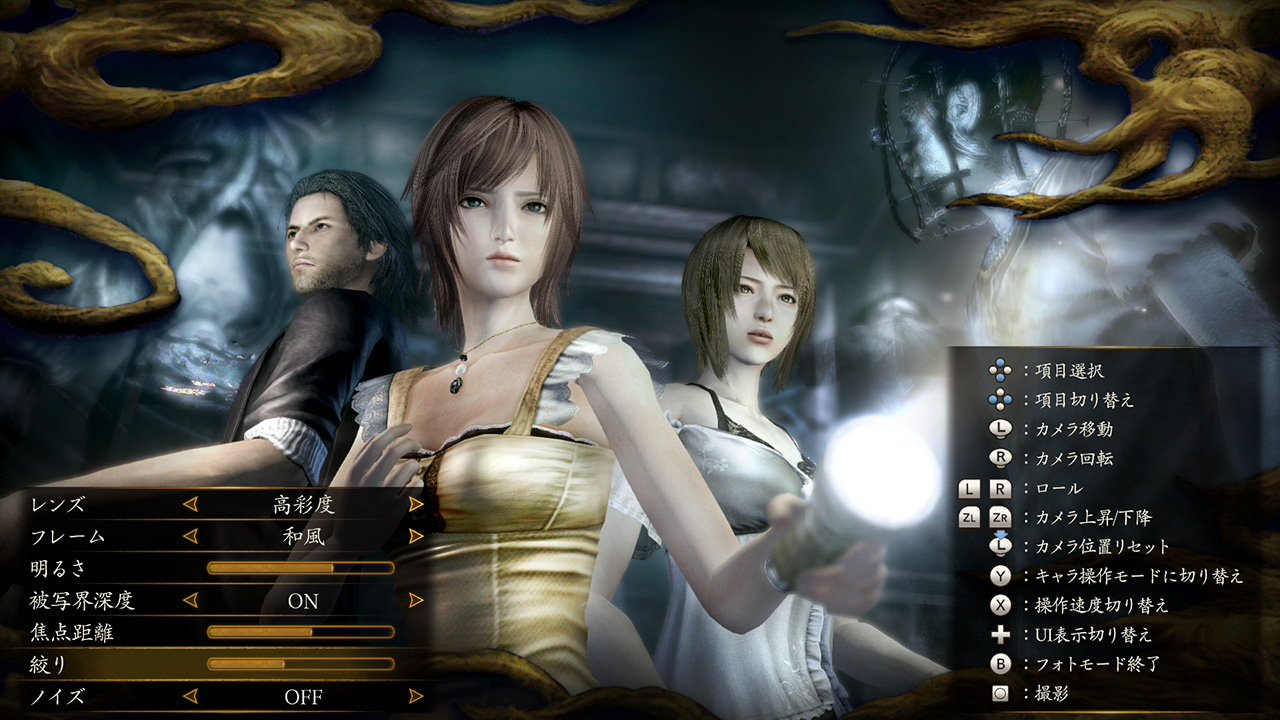 レンズ 高彩度
フレーム 和風
明るさ
被写界深度 ON
焦点距離
絞り
ノイズ OFF
：項目選択
：項目切り替え
L ：カメラ移動
R ：カメラ回転
L R ：ロール
ZL ZR ：カメラ上昇/下降
L ：カメラ位置リセット
Y ：キャラ操作モードに切り替え
X ：操作速度切り替え
：UI表示切り替え
B ：フォトモード終了
：撮影